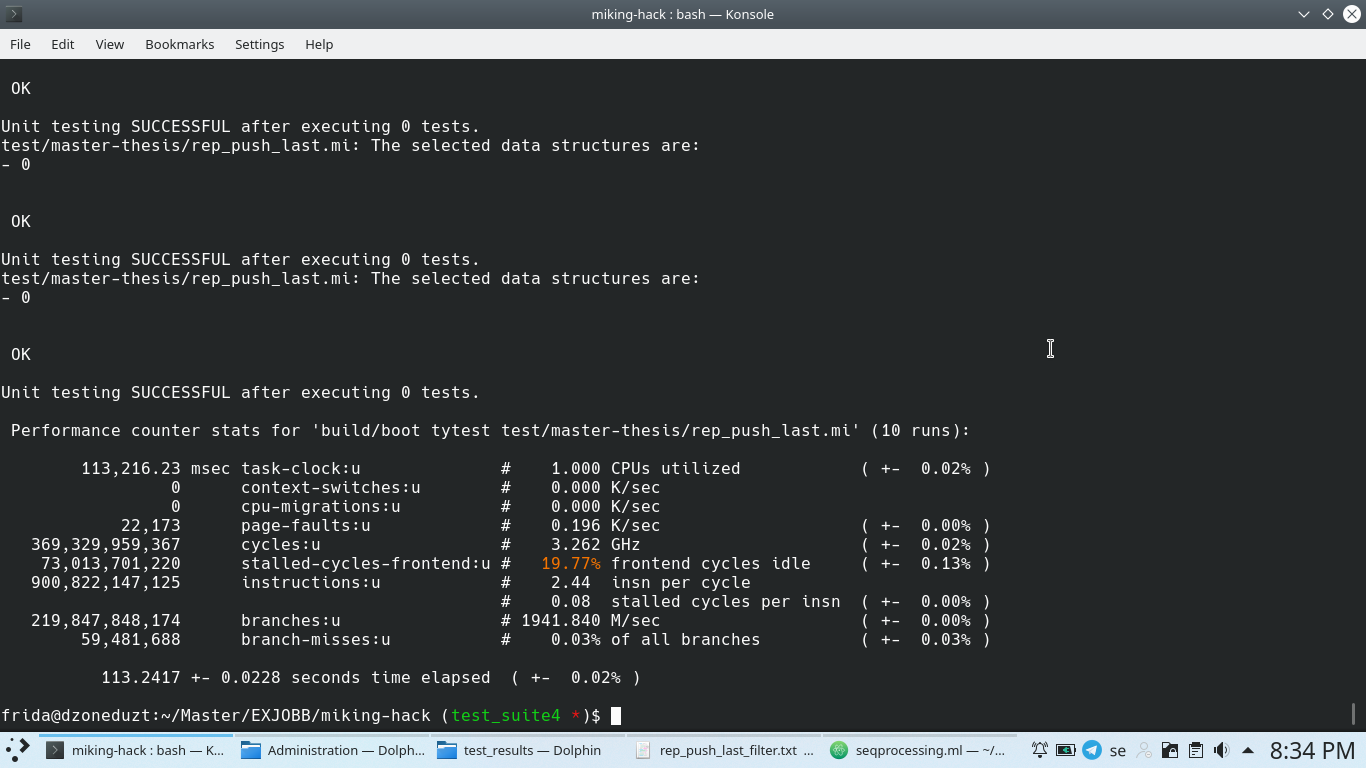 miking-hack : bash — Konsole
File Edit View Bookmarks Settings Help
OK
Unit testing SUCCESSFUL after executing 0 tests.
test/master-thesis/rep_push_last.mi: The selected data structures are:
- 0
OK
Unit testing SUCCESSFUL after executing 0 tests.
test/master-thesis/rep_push_last.mi: The selected data structures are:
- 0
OK
Unit testing SUCCESSFUL after executing 0 tests.
Performance counter stats for 'build/boot tytest test/master-thesis/rep_push_last.mi' (10 runs):
113,216.23 msec task-clock:u # 1.000 CPUs utilized ( +- 0.02% )
0 context-switches:u # 0.000 K/sec
0 cpu-migrations:u # 0.000 K/sec
22,173 page-faults:u # 0.196 K/sec ( +- 0.00% )
369,329,959,367 cycles:u # 3.262 GHz ( +- 0.02% )
73,013,701,220 stalled-cycles-frontend:u # 19.77% frontend cycles idle ( +- 0.13% )
900,822,147,125 instructions:u # 2.44 insn per cycle
# 0.08 stalled cycles per insn ( +- 0.00% )
219,847,848,174 branches:u # 1941.840 M/sec ( +- 0.00% )
59,481,688 branch-misses:u # 0.03% of all branches ( +- 0.03% )
113.2417 +- 0.0228 seconds time elapsed ( +- 0.02% )
frida@dzoneduzt:~/Master/EXJOBB/miking-hack (test_suite4 *)$
miking-hack : bash — K... Administration — Dolph... test_results — Dolphin rep_push_last_filter.txt ... seqprocessing.ml — ~/... se 8:34 PM